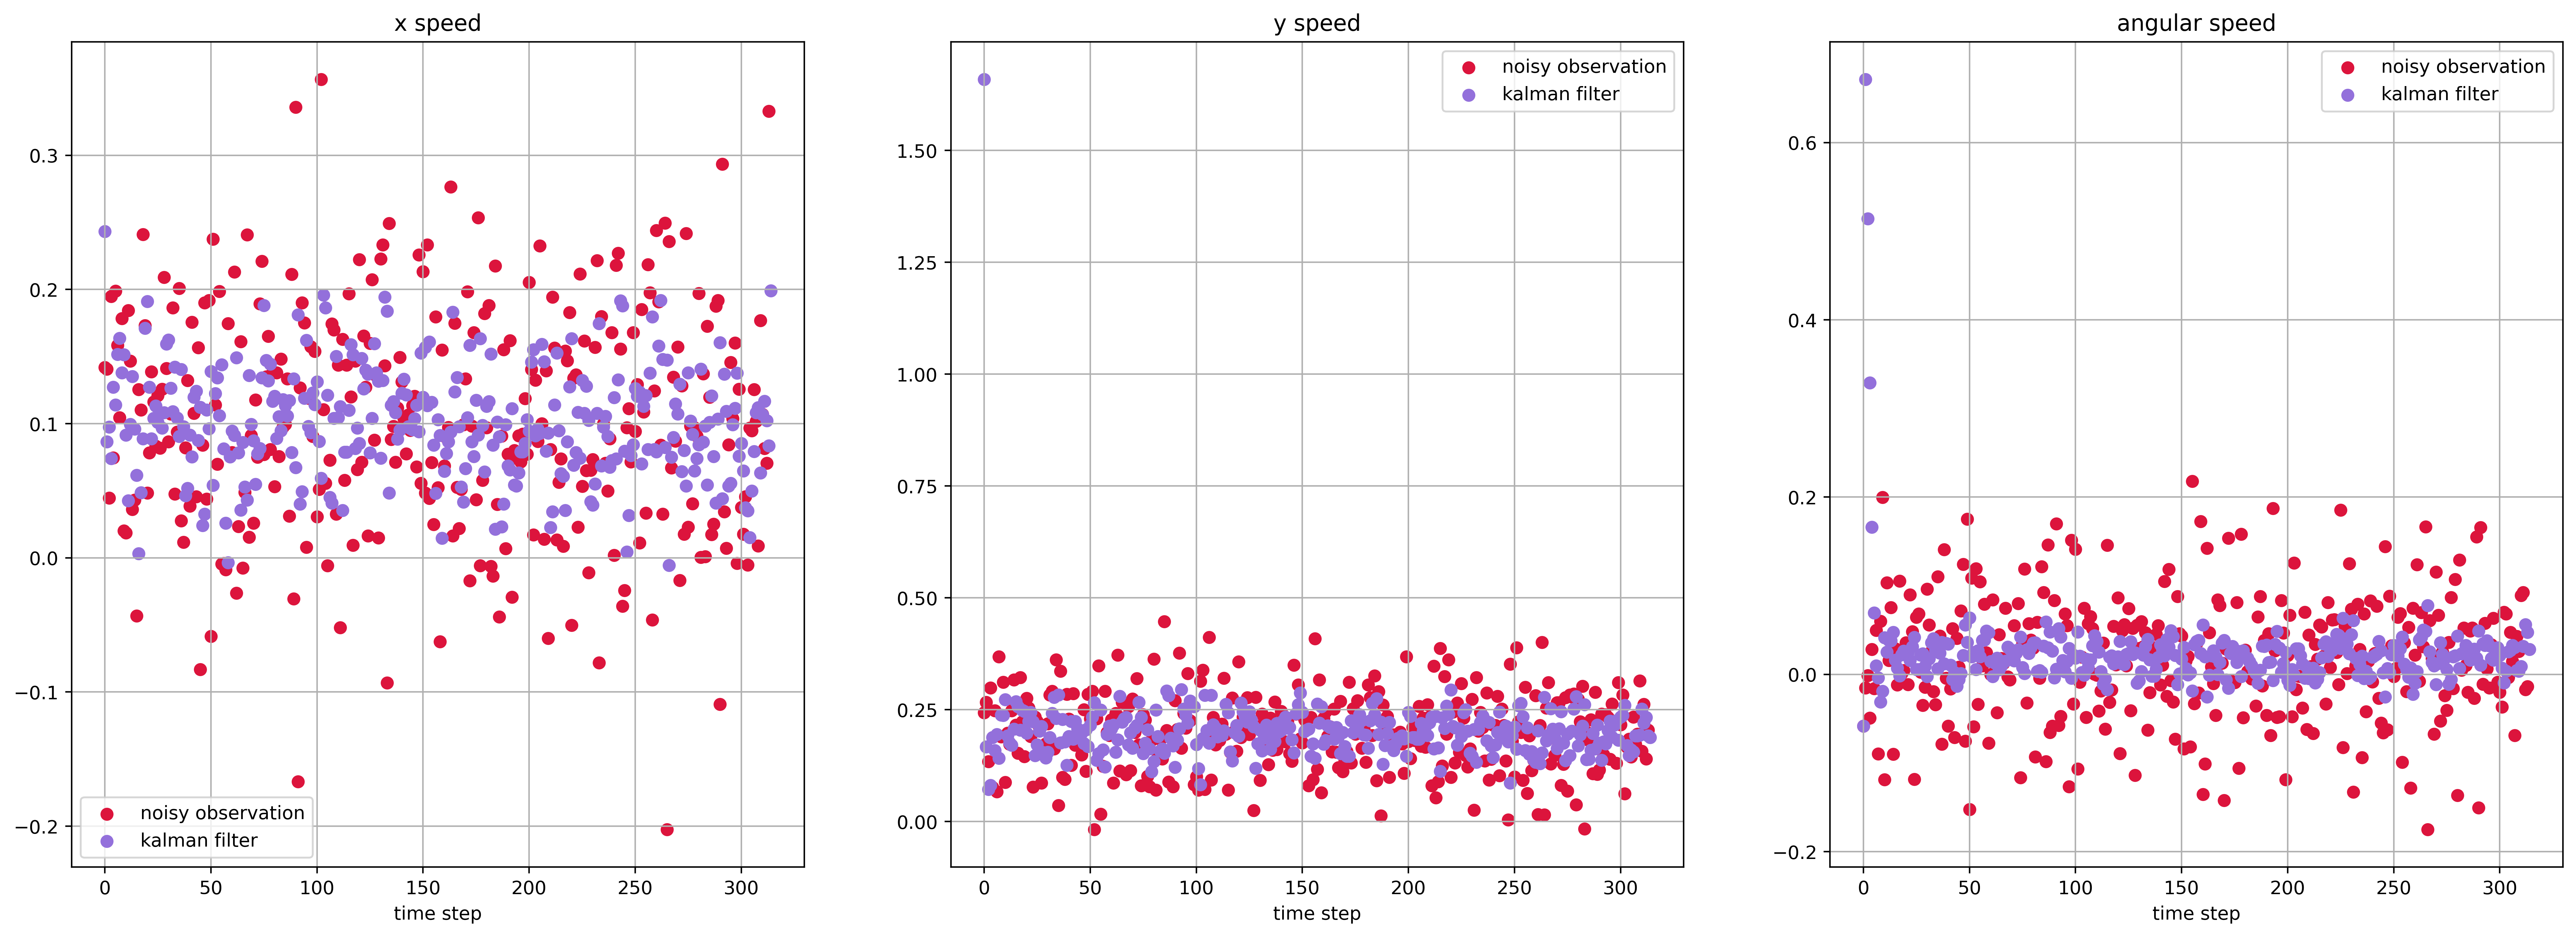 x speed
0.3
0.2
0.1
0.0
−0.1
−0.2
noisy observation
kalman filter
0 50 100 150 200 250 300
time step
y speed
noisy observation
kalman filter
1.50
1.25
1.00
0.75
0.50
0.25
0.00
0 50 100 150 200 250 300
time step
angular speed
noisy observation
kalman filter
0.6
0.4
0.2
0.0
−0.2
0 50 100 150 200 250 300
time step